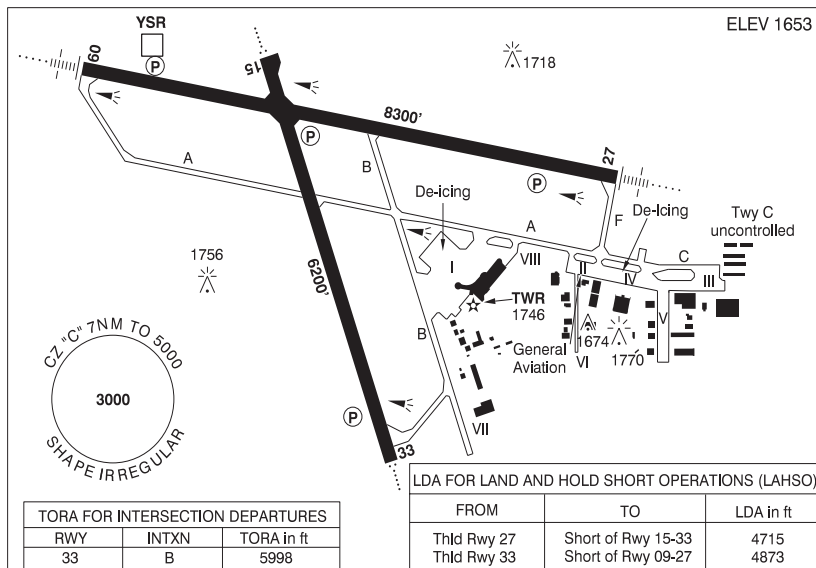 ELEV 1653
YSR
P
09
15
1718
8300'
P
27
A
B
P
De-icing
De-Icing
Twy C
uncontrolled
F
A
C
1756
6200'
I
VIII
II
IV
III
TWR
1746
V
B
General
Aviation
1674
1770
VI
CZ "C" 7NM TO 5000
3000
SHAPE IRREGULAR
P
VII
33
TORA FOR INTERSECTION DEPARTURES
RWY INTXN TORA in ft
33 B 5998
LDA FOR LAND AND HOLD SHORT OPERATIONS (LAHSO)
FROM TO LDA in ft
Thld Rwy 27 Short of Rwy 15-33 4715
Thld Rwy 33 Short of Rwy 09-27 4873